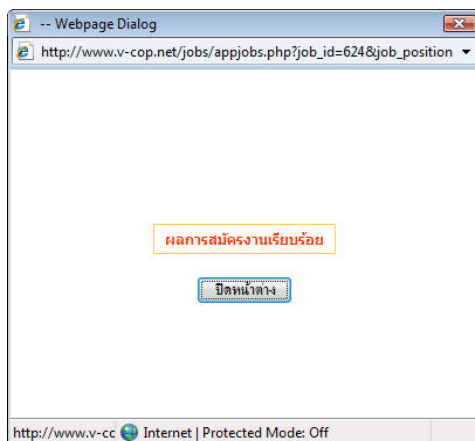 -- Webpage Dialog
http://www.v-cop.net/jobs/appjobs.php?job_id=624&job_position
ผลการสมัครงานเรียบร้อย
ปิดหน้าต่าง
http://www.v-cc Internet | Protected Mode: Off